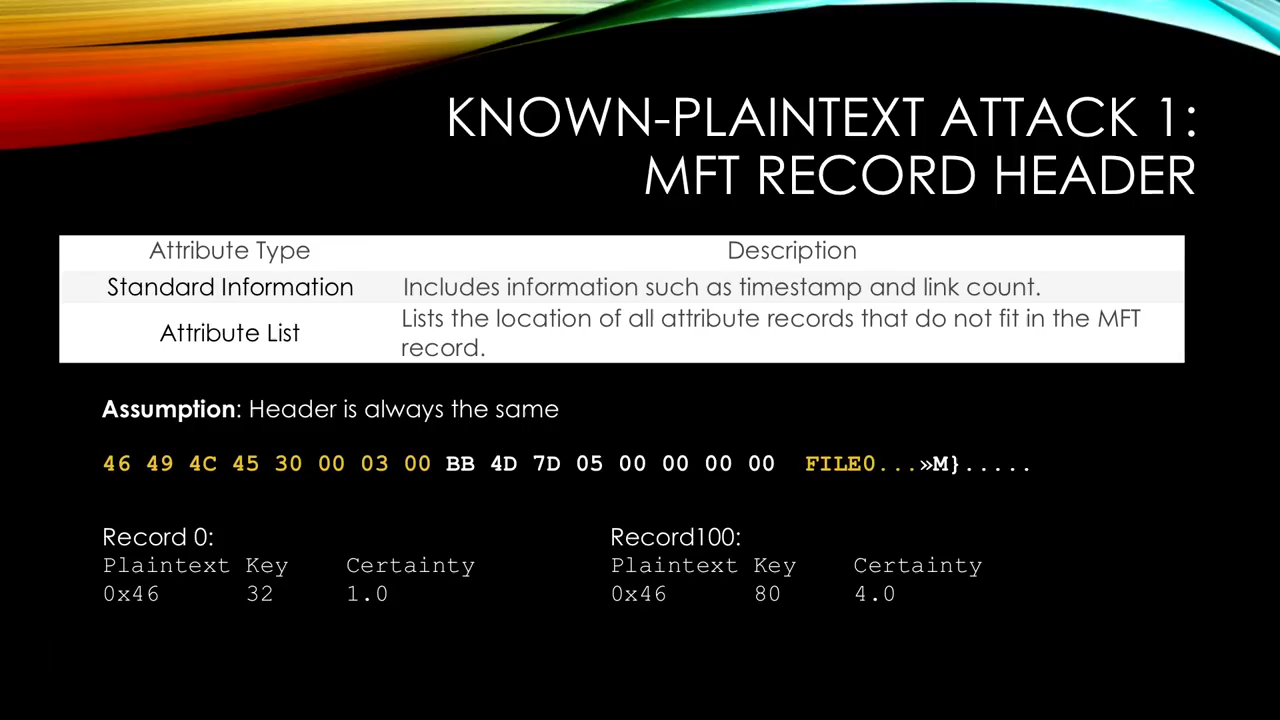 KNOWN-PLAINTEXT ATTACK 1:
MFT RECORD HEADER
Attribute Type Description
Standard Information Includes information such as timestamp and link count.
Attribute List Lists the location of all attribute records that do not fit in the MFT
record.
Assumption: Header is always the same
46 49 4C 45 30 00 03 00 BB 4D 7D 05 00 00 00 00 FILE0...»M}.....
Record 0: Record100:
Plaintext Key Certainty Plaintext Key Certainty
0x46 32 1.0 0x46 80 4.0